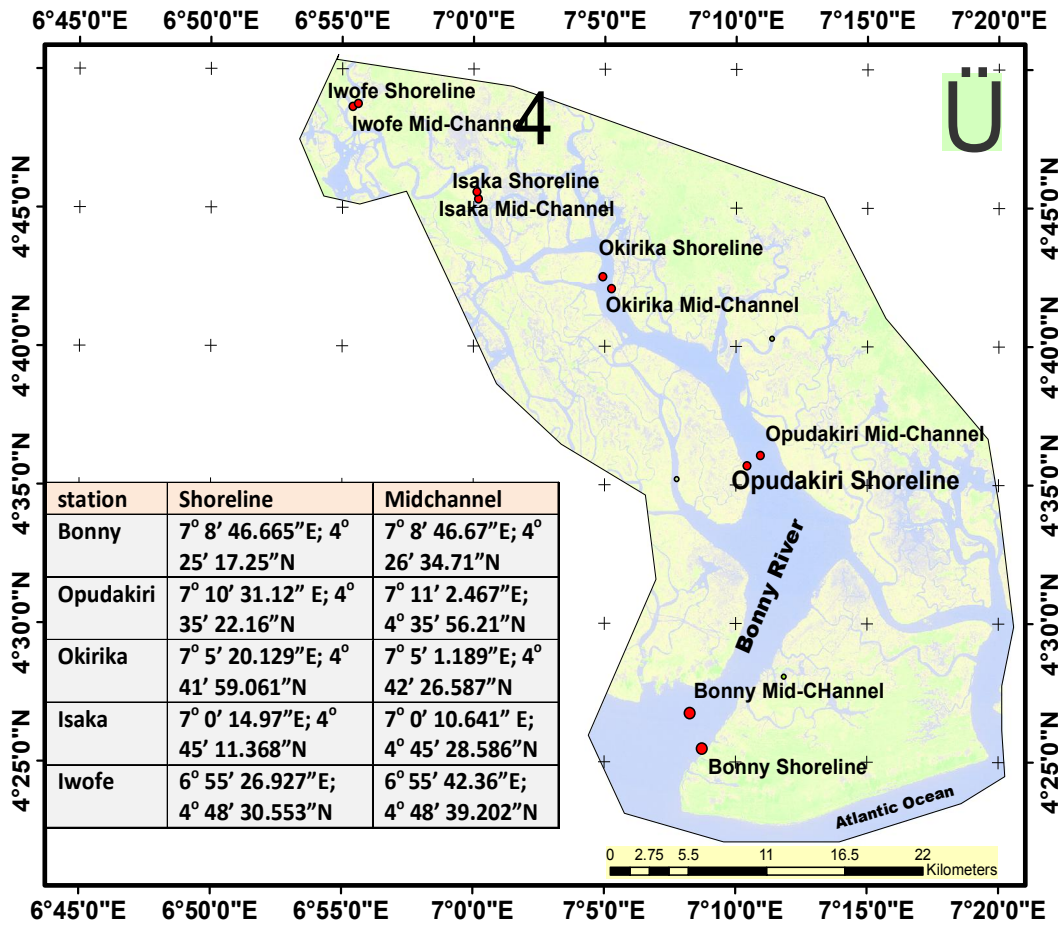 6°45'0"E 6°50'0"E 6°55'0"E 7°0'0"E 7°5'0"E 7°10'0"E 7°15'0"E 7°20'0"E
Ü
4
Iwofe Shoreline
Iwofe Mid-Channel
Isaka Shoreline
Isaka Mid-Channel
Okirika Shoreline
Okirika Mid-Channel
Opudakiri Mid-Channel
Opudakiri Shoreline
Bonny River
Bonny Mid-CHannel
Bonny Shoreline
Atlantic Ocean
4°45'0"N
4°40'0"N
4°35'0"N
4°30'0"N
4°25'0"N
4°45'0"N
4°40'0"N
4°35'0"N
4°30'0"N
4°25'0"N
station Shoreline Midchannel
Bonny 7° 8’ 46.665”E; 4° 7° 8’ 46.67”E; 4°
25’ 17.25”N 26’ 34.71”N
Opudakiri 7° 10’ 31.12” E; 4° 7° 11’ 2.467”E;
35’ 22.16”N 4° 35’ 56.21”N
Okirika 7° 5’ 20.129”E; 4° 7° 5’ 1.189”E; 4°
41’ 59.061”N 42’ 26.587”N
Isaka 7° 0’ 14.97”E; 4° 7° 0’ 10.641” E;
45’ 11.368”N 4° 45’ 28.586”N
Iwofe 6° 55’ 26.927”E; 6° 55’ 42.36”E;
4° 48’ 30.553”N 4° 48’ 39.202”N
0 2.75 5.5 11 16.5 22
Kilometers
6°45'0"E 6°50'0"E 6°55'0"E 7°0'0"E 7°5'0"E 7°10'0"E 7°15'0"E 7°20'0"E